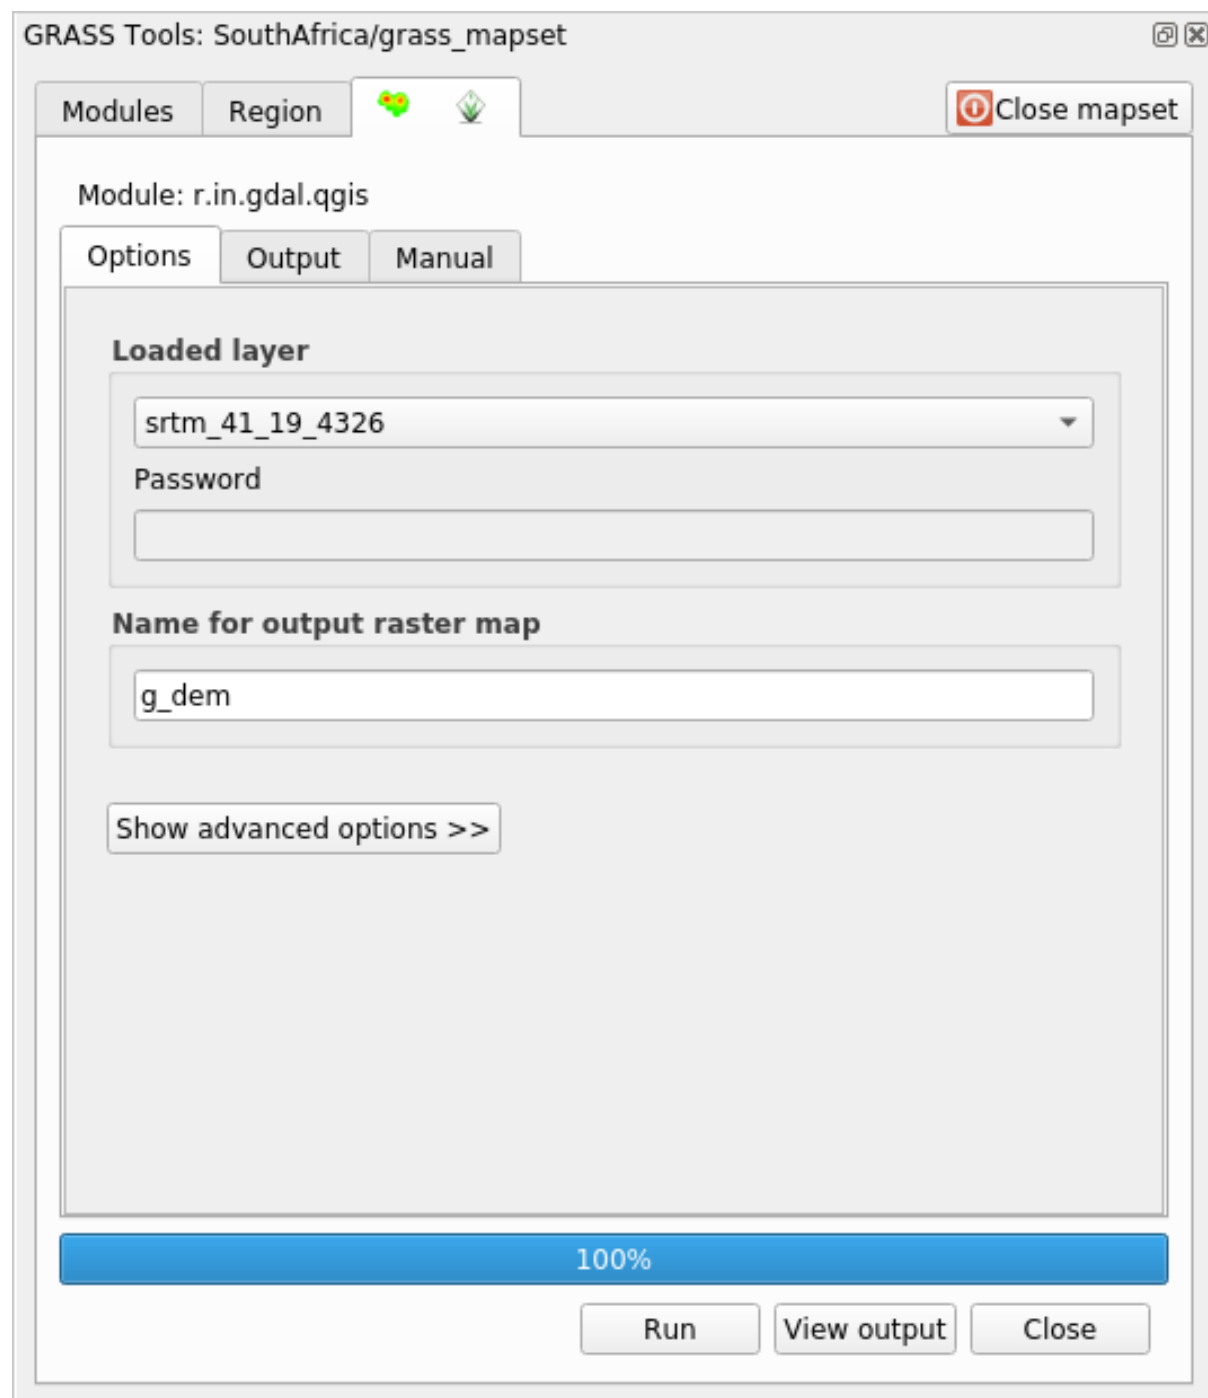 GRASS Tools: SouthAfrica/grass_mapset
Modules Region Close mapset
Module: r.in.gdal.qgis
Options Output Manual
Loaded layer
srtm_41_19_4326
Password
Name for output raster map
g_dem
Show advanced options >>
100%
Run View output Close